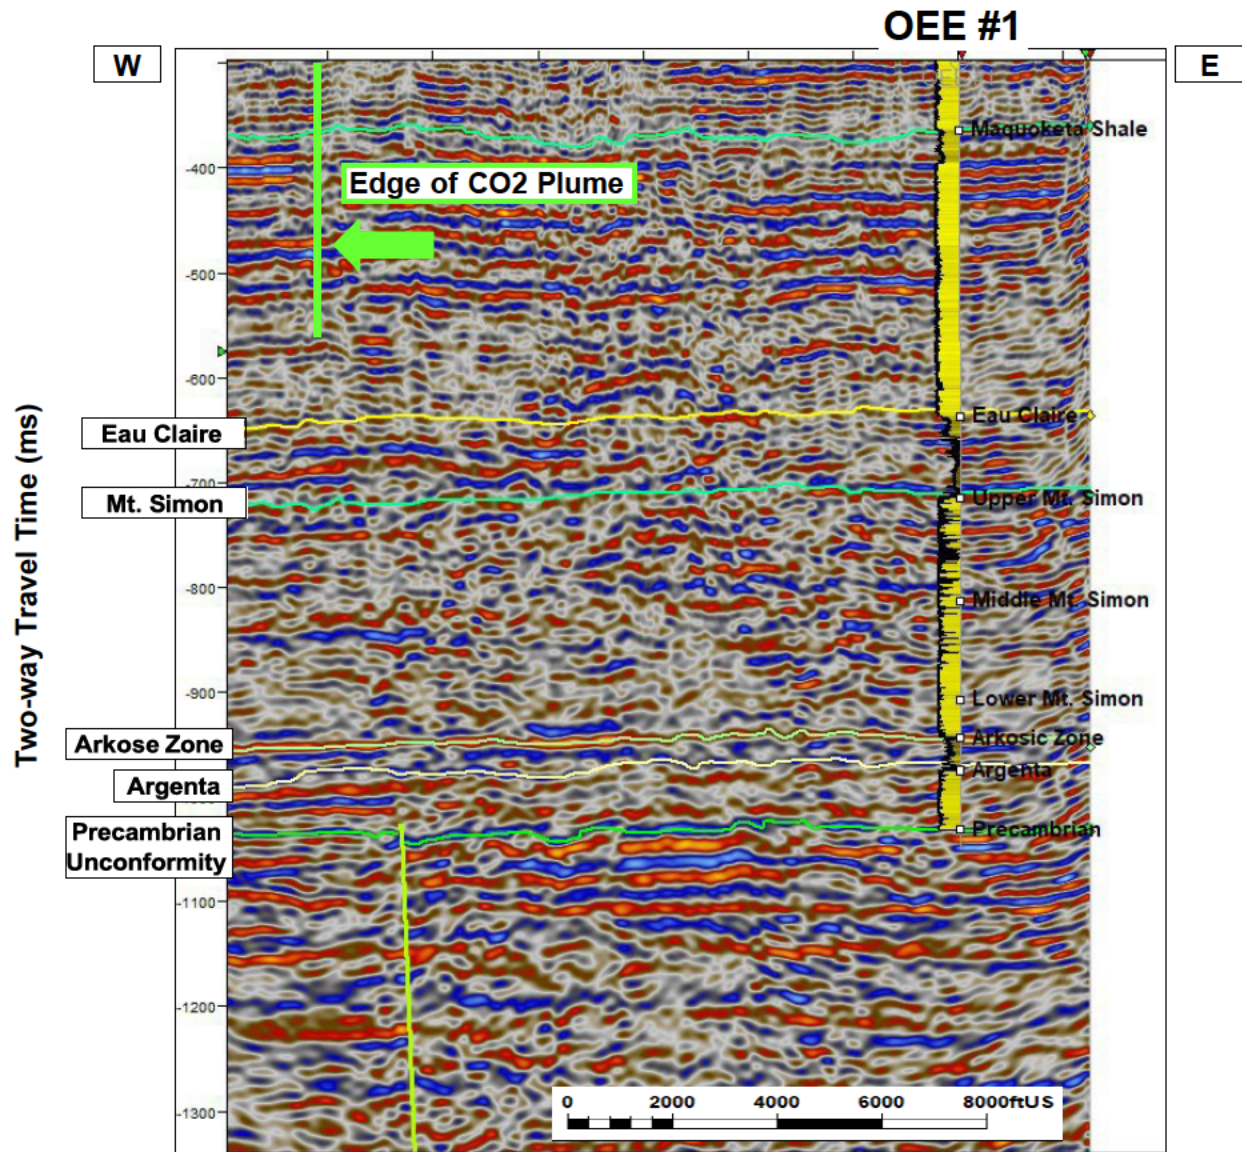 OEE #1
W
E
Maquoketa Shale
-400
Edge of CO2 Plume
-500
-600
Eau Claire
Eau Claire
-700
Mt. Simon
Upper Mt. Simon
-800
Middle Mt. Simon
Two-way Travel Time (ms)
-900
Lower Mt. Simon
Arkose Zone
Arkosic Zone
Argenta
Argenta
Precambrian
Unconformity
Precambrian
-1100
-1200
-1300
0 2000 4000 6000 8000ftUS